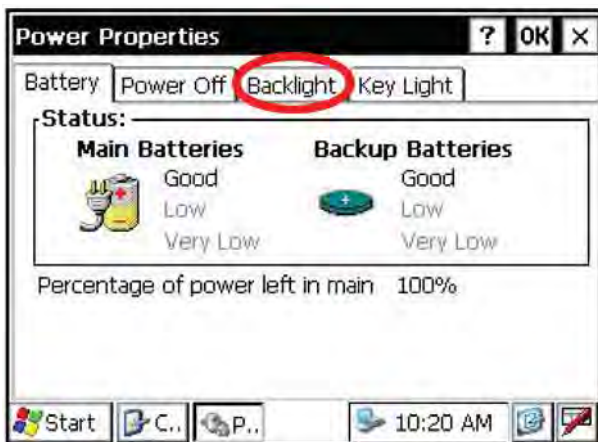 Power Properties ? OK ×
Battery Power Off Backlight Key Light
Status:
Main Batteries Backup Batteries
Good Good
Low Low
Very Low Very Low
Percentage of power left in main 100%
Start C.. P.. 10:20 AM